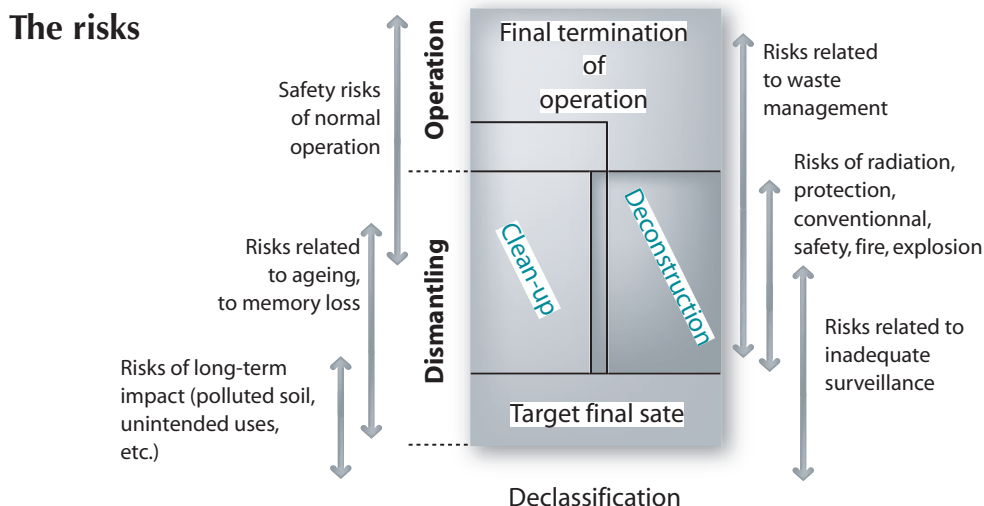 The risks
Safety risks
of normal
operation
Risks related
to ageing,
to memory loss
Risks of long-term
impact (polluted soil,
unintended uses,
etc.)
Operation
Dismantling
Final termination
of
operation
Clean-up
Deconstruction
Target final sate
Declassification
Risks related
to waste
management
Risks of radiation,
protection,
conventionnal,
safety, fire, explosion
Risks related to
inadequate
surveillance